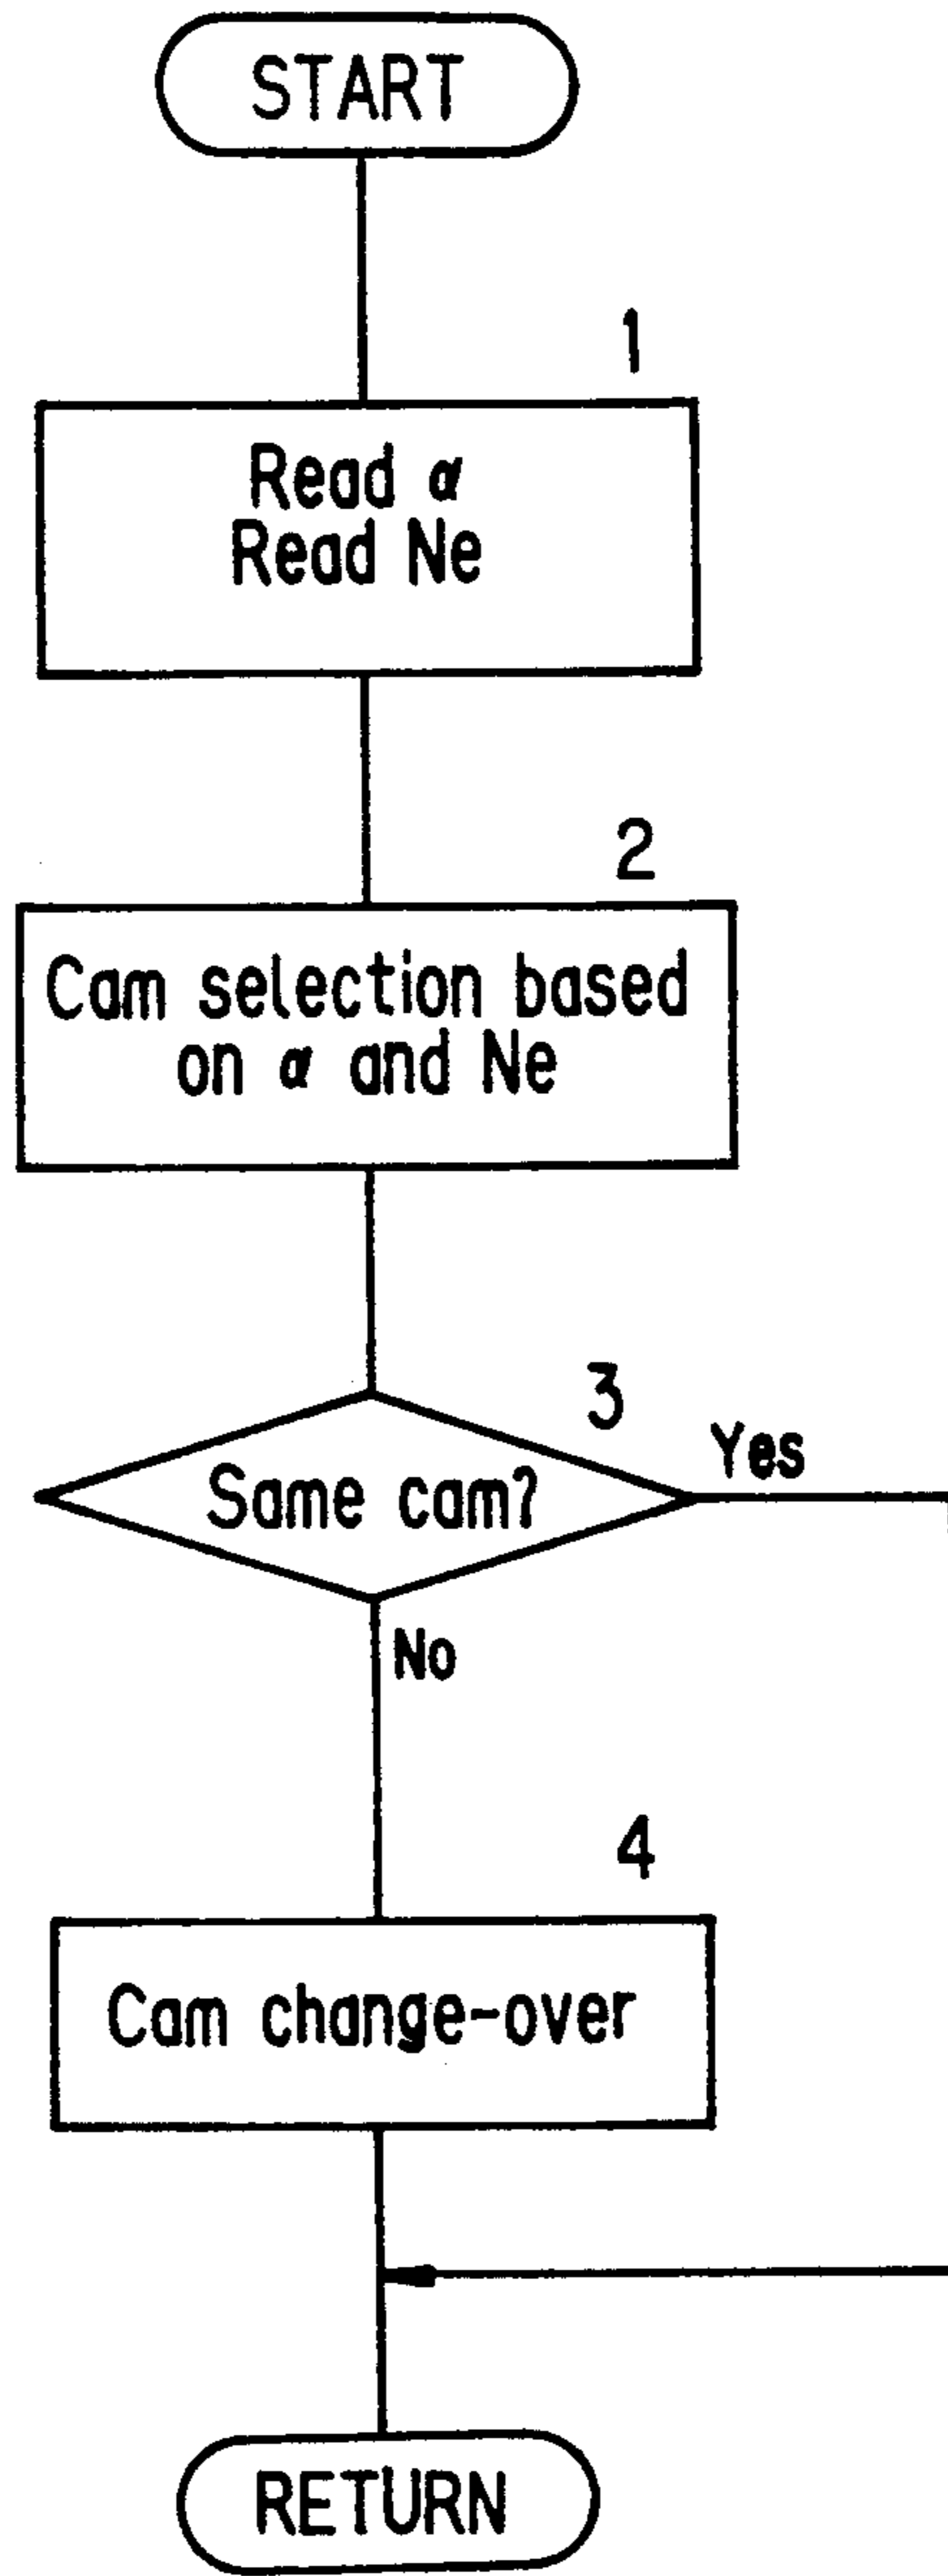 START
1
Read α
Read Ne
2
Cam selection based
on α and Ne
3
Yes
Same cam?
No
4
Cam change-over
RETURN